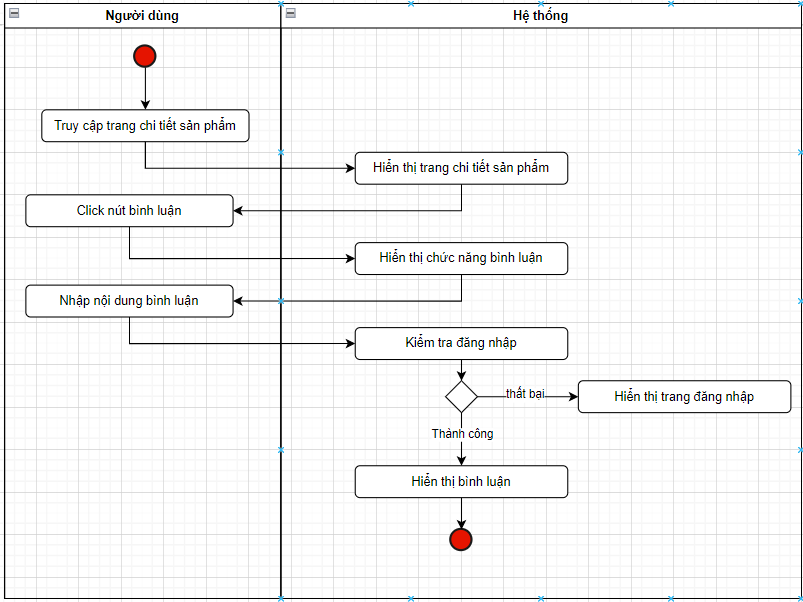 Người dùng
Hệ thống
Truy cập trang chi tiết sản phẩm
Hiển thị trang chi tiết sản phẩm
Click nút bình luận
Hiển thị chức năng bình luận
Nhập nội dung bình luận
Kiểm tra đăng nhập
thất bại
Hiển thị trang đăng nhập
Thành công
Hiển thị bình luận